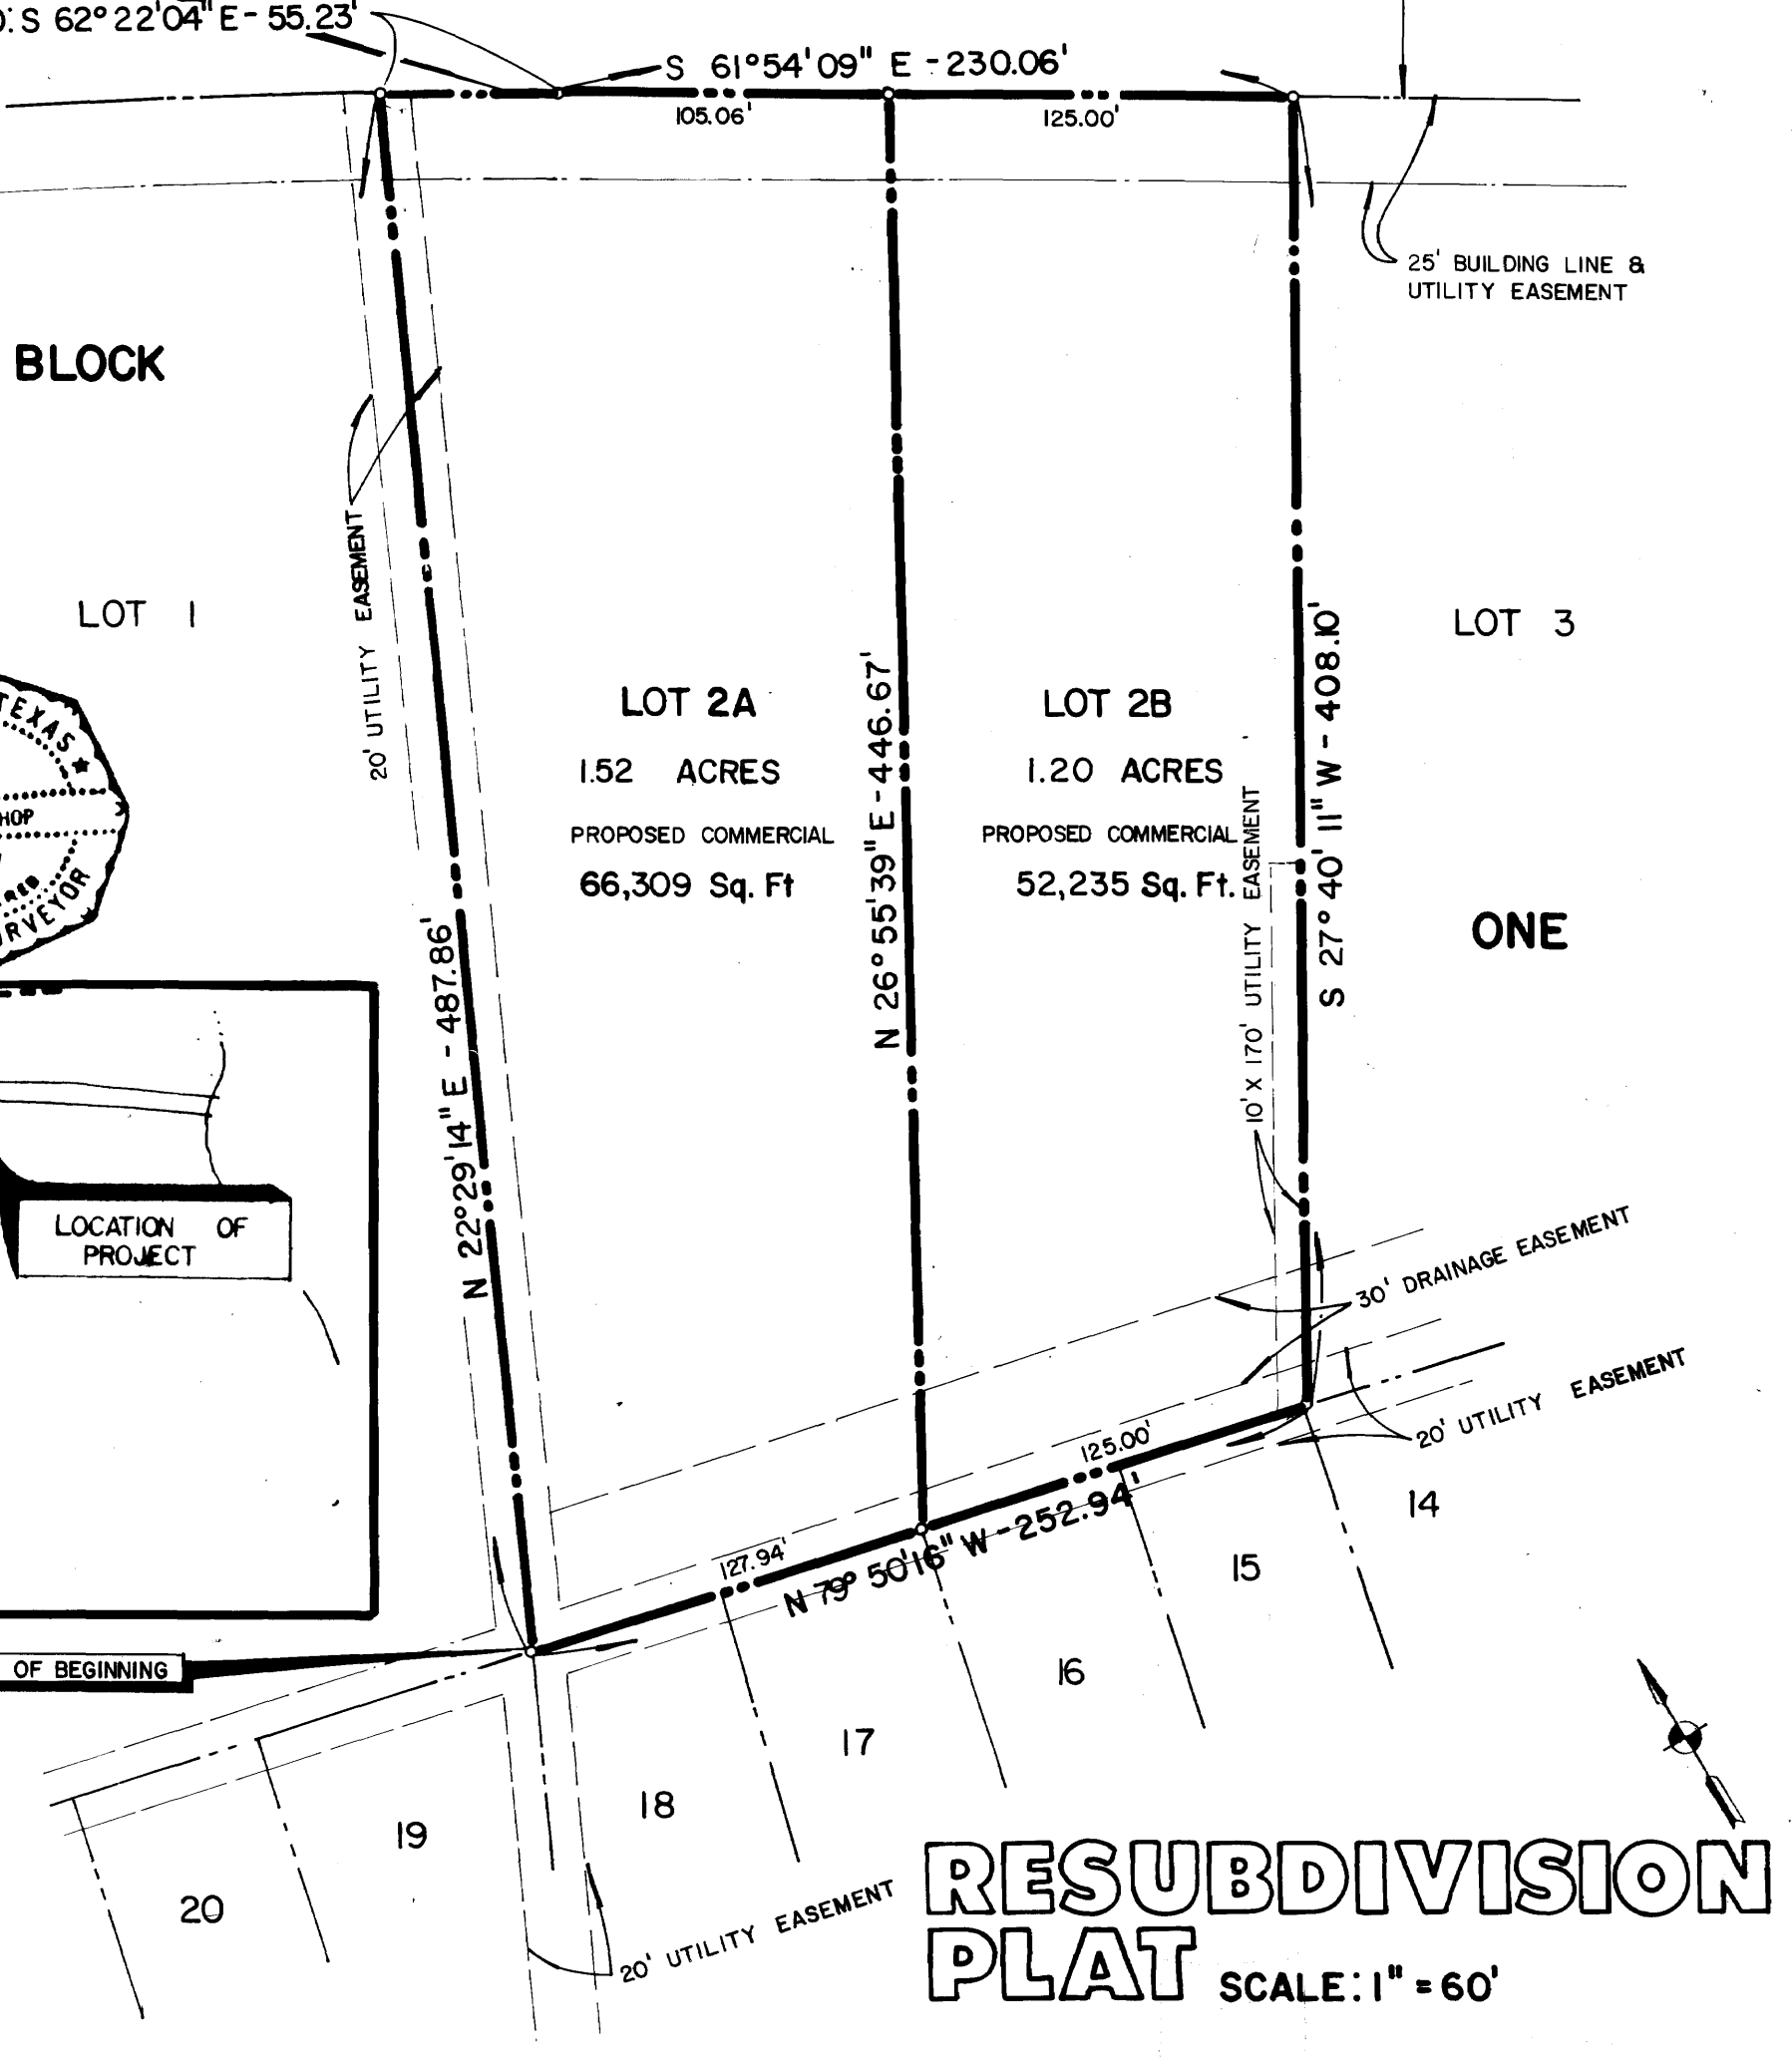 : S 62°22'04" E - 55.23'
S 61°54'09" E - 230.06'
105.06'
125.00'
25' BUILDING LINE &
UTILITY EASEMENT
BLOCK
20' UTILITY EASEMENT
LOT 1
LOT 3
LOT 2A
1.52 ACRES
PROPOSED COMMERCIAL
66,309 Sq. Ft
N 26°55'39" E - 446.67'
LOT 2B
1.20 ACRES
PROPOSED COMMERCIAL
52,235 Sq. Ft.
10' X 170' UTILITY EASEMENT
S 27°40'11" W - 408.10'
ONE
TEXAS
HOP
N 22°29'14" E - 487.86'
LOCATION OF
PROJECT
30' DRAINAGE EASEMENT
20' UTILITY EASEMENT
125.00'
127.94'
N 79° 50'16" W - 252.94'
14
15
16
17
18
19
20
OF BEGINNING
20' UTILITY EASEMENT
RESUBDIVISION
PLAT SCALE: 1" = 60'